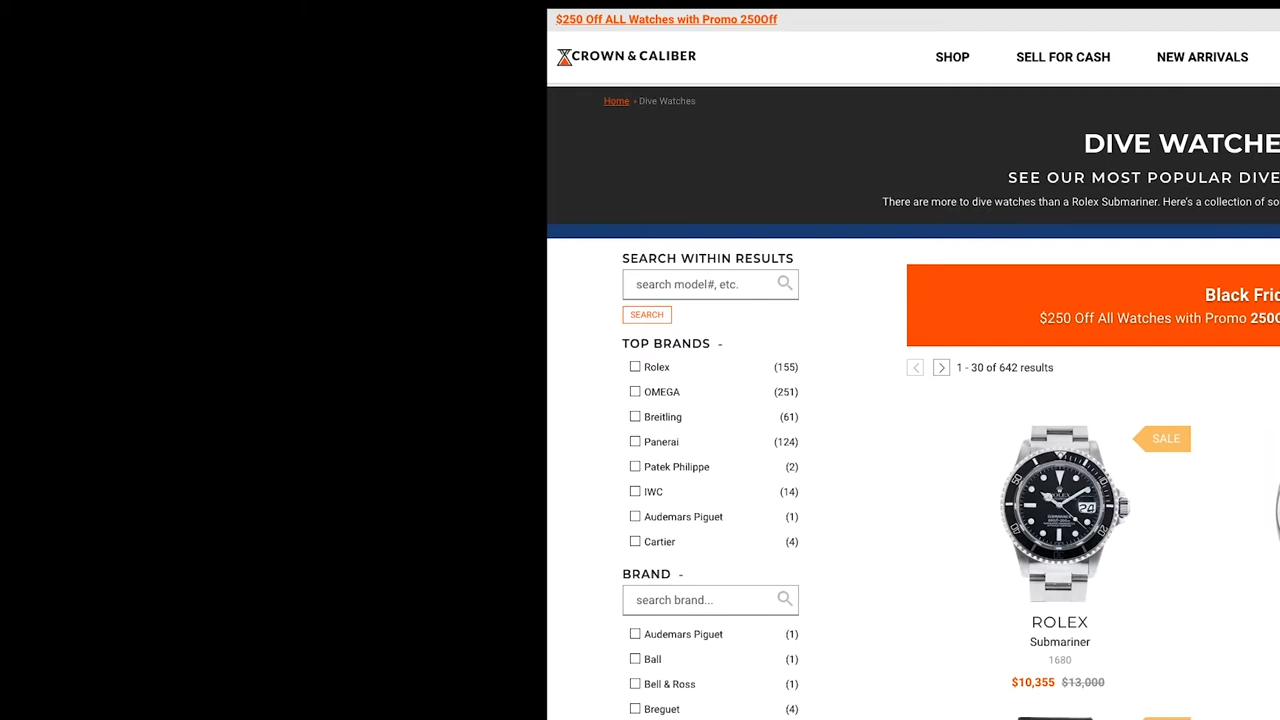 $250 Off ALL Watches with Promo 250Off
CROWN & CALIBER
SHOP
SELL FOR CASH
NEW ARRIVALS
Home » Dive Watches
DIVE WATCHE
SEE OUR MOST POPULAR DIVE
There are more to dive watches than a Rolex Submariner. Here's a collection of so
SEARCH WITHIN RESULTS
search model#, etc.
SEARCH
TOP BRANDS -
Rolex (155)
OMEGA (251)
Breitling (61)
Panerai (124)
Patek Philippe (2)
IWC (14)
Audemars Piguet (1)
Cartier (4)
BRAND -
search brand...
Audemars Piguet (1)
Ball (1)
Bell & Ross (1)
Breguet (4)
Black Fri
$250 Off All Watches with Promo 250
1 - 30 of 642 results
SALE
24
ROLEX
Submariner
1680
$10,355 $13,000